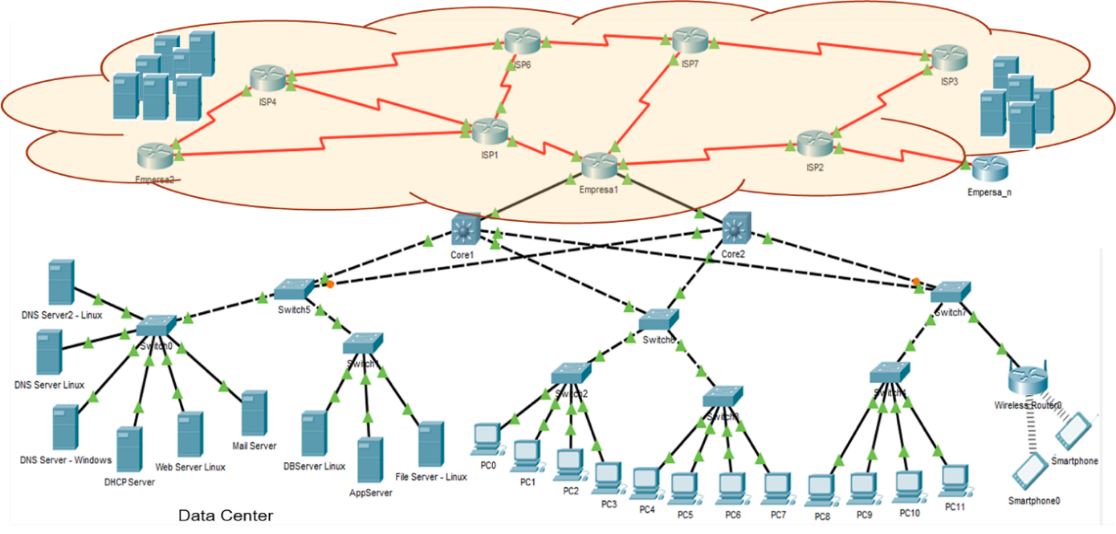 ISP6
ISP7
ISP3
ISP4
ISP1
ISP2
Empersa2
Empresa1
Empersa_n
Core1
Core2
Switch5
Switch7
DNS Server2 - Linux
Switch0
Switch6
DNS Server Linux
Switch2
Wireless Router0
Mail Server
DNS Server - Windows
Web Server Linux
DBServer Linux
File Server - Linux
PC0
Smartphone
DHCP Server
AppServer
PC1
PC2
PC3
PC4
PC5
PC6
PC7
PC8
PC9
PC10
PC11
Smartphone0
Data Center